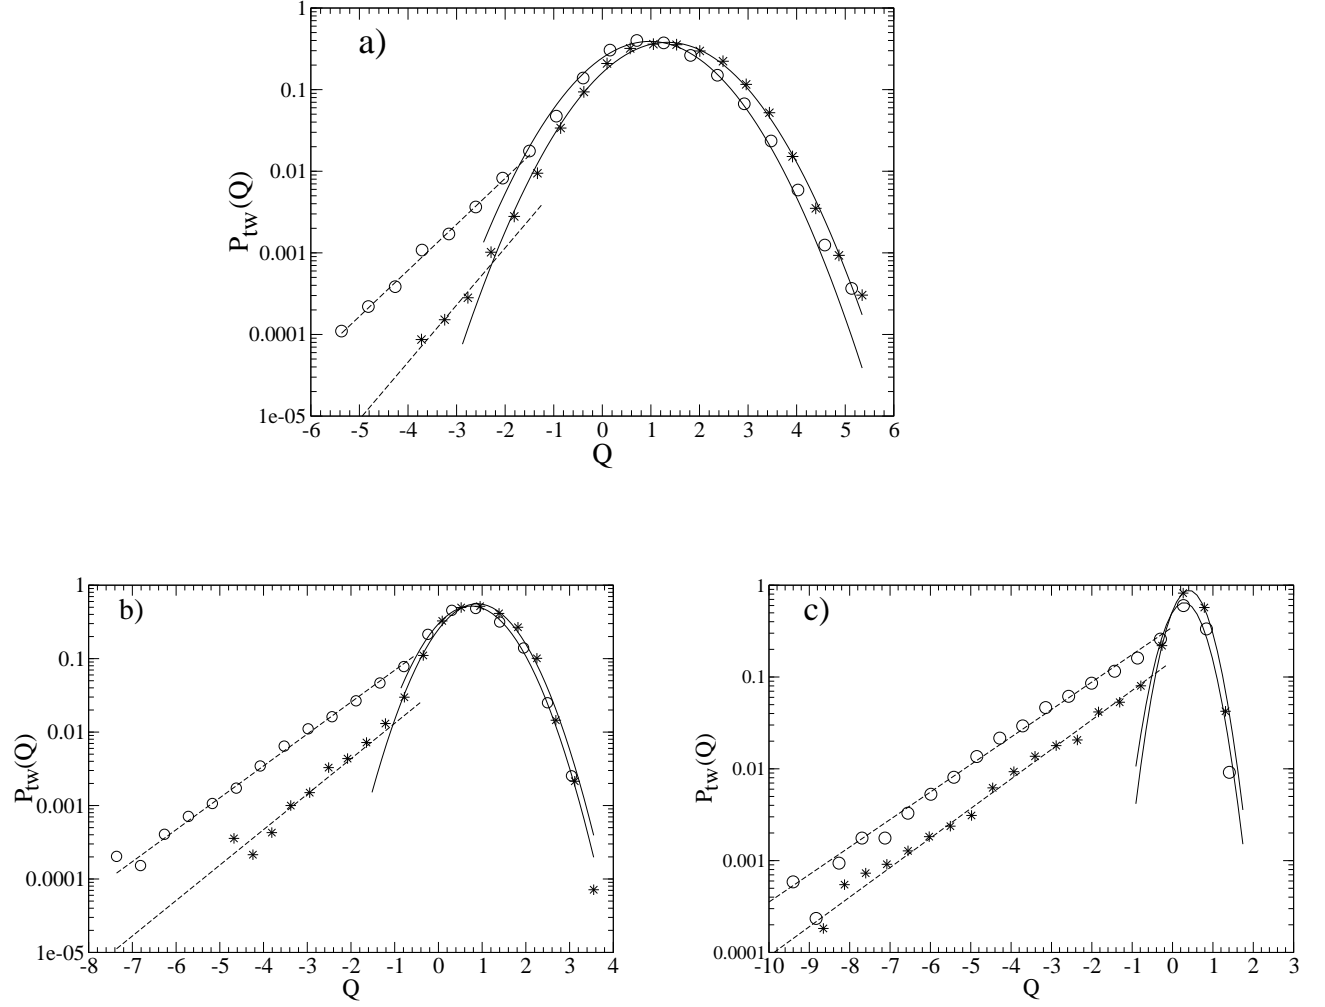 a)
1
0.1
0.01
0.001
0.0001
1e-05
P_tw(Q)
-6 -5 -4 -3 -2 -1 0 1 2 3 4 5 6
Q
b)
1
0.1
0.01
0.001
0.0001
1e-05
P_tw(Q)
-8 -7 -6 -5 -4 -3 -2 -1 0 1 2 3 4
Q
c)
1
0.1
0.01
0.001
0.0001
P_tw(Q)
-10 -9 -8 -7 -6 -5 -4 -3 -2 -1 0 1 2 3
Q